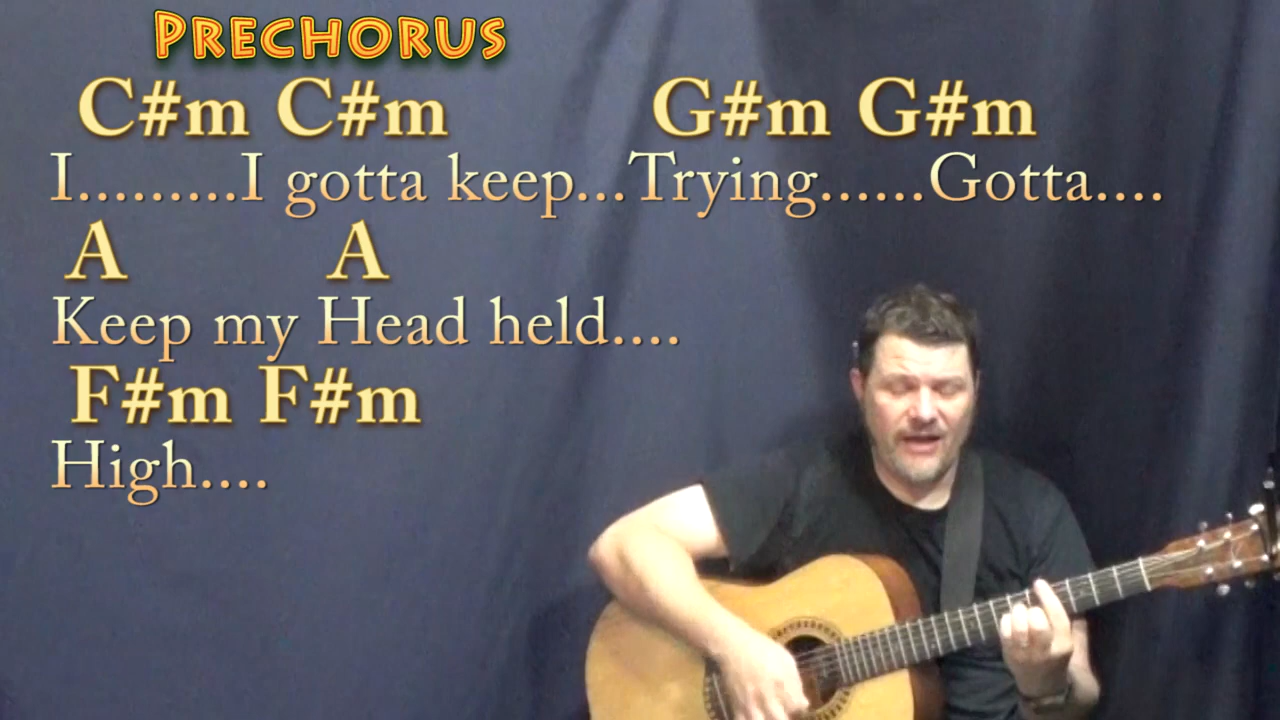 PRECHORUS
C#m C#m G#m G#m
I.........I gotta keep...Trying......Gotta....
A A
Keep my Head held....
F#m F#m
High....